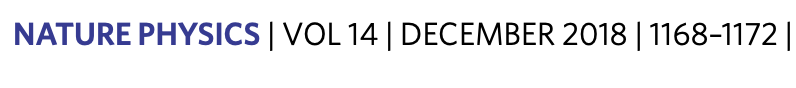 NATURE PHYSICS | VOL 14 | DECEMBER 2018 | 1168–1172 |